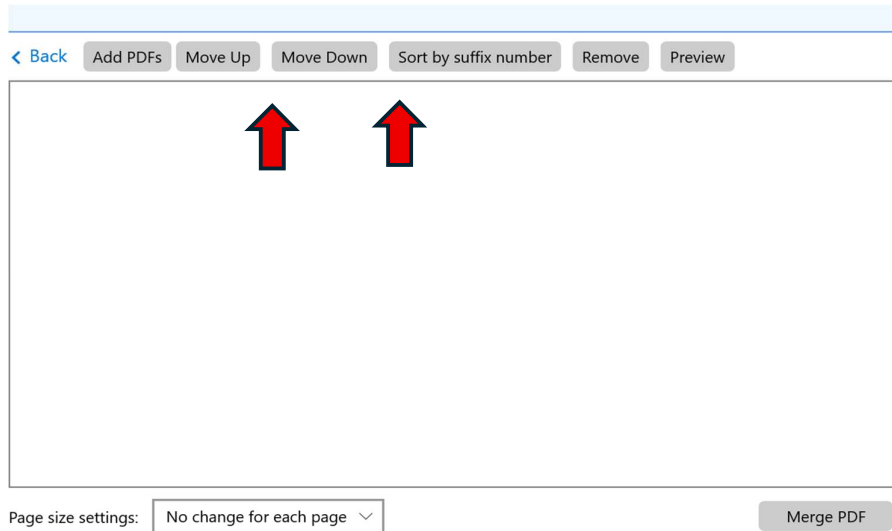 Back Add PDFs Move Up Move Down Sort by suffix number Remove Preview
Page size settings: No change for each page Merge PDF